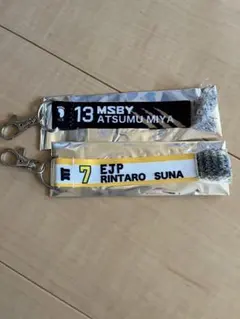 13 MSBY
ATSUMU MIYA
7 EJP
RINTARO SUNA